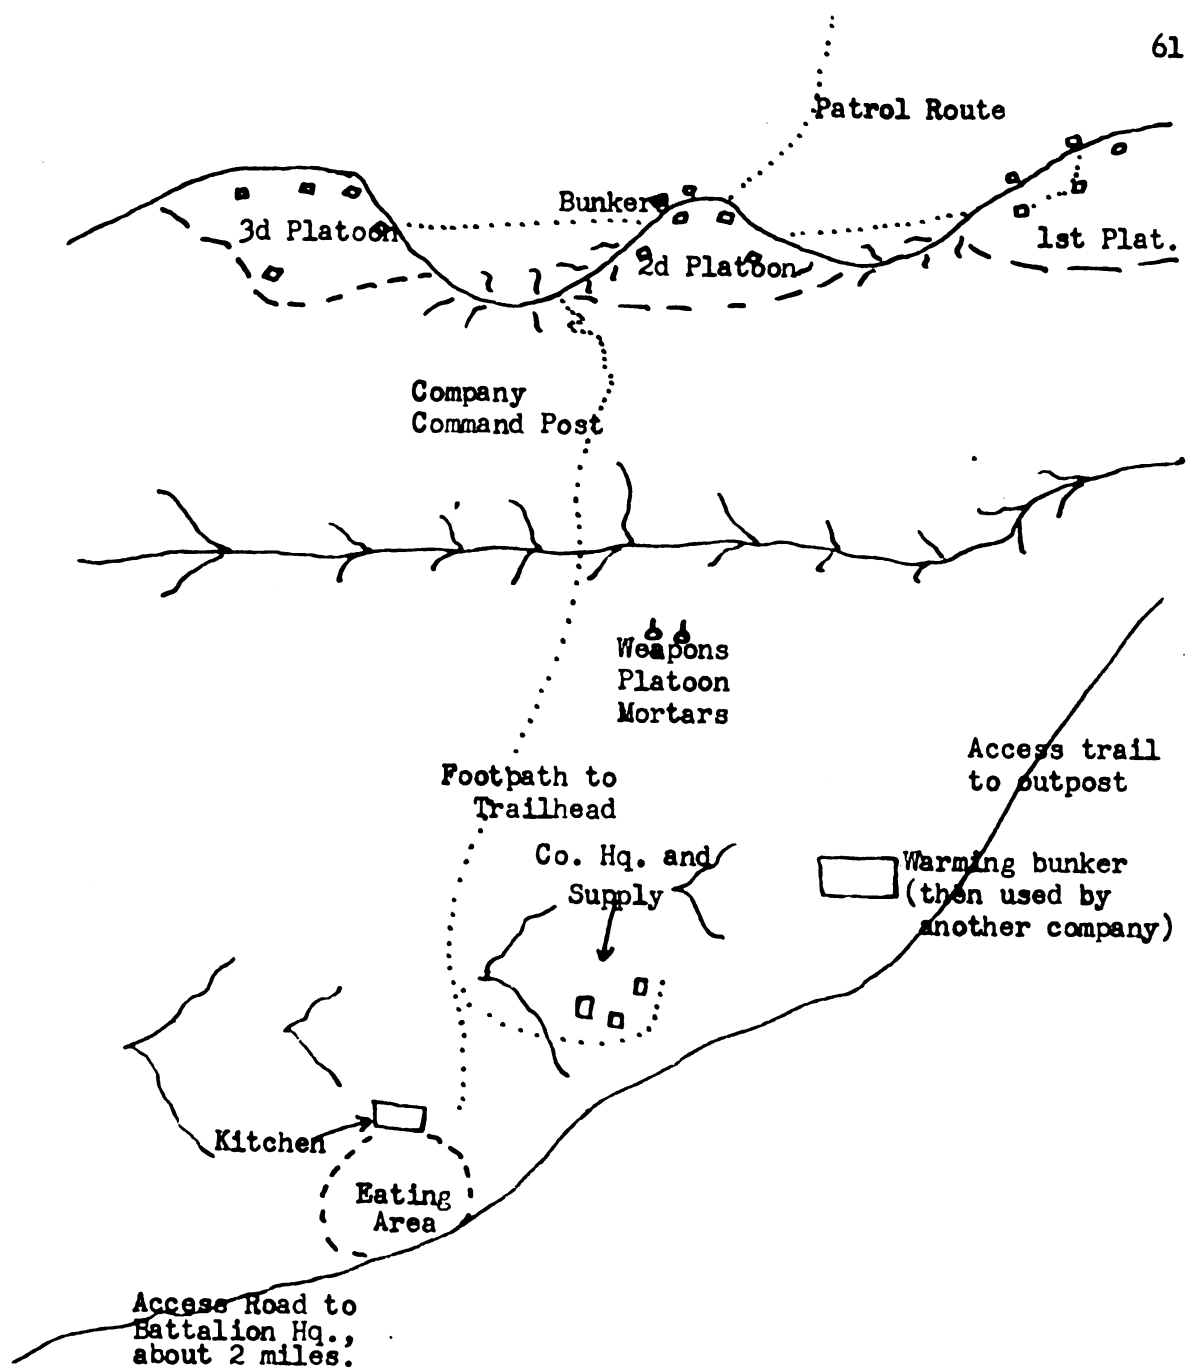 61
Patrol Route
Bunkers
3d Platoon
1st Plat.
2d Platoon
Company
Command Post
Weapons
Platoon
Mortars
Access trail
to outpost
Footpath to
Trailhead
Co. Hq. and
Supply
Warming bunker
(then used by
another company)
Kitchen
Eating
Area
Access Road to
Battalion Hq.,
about 2 miles.